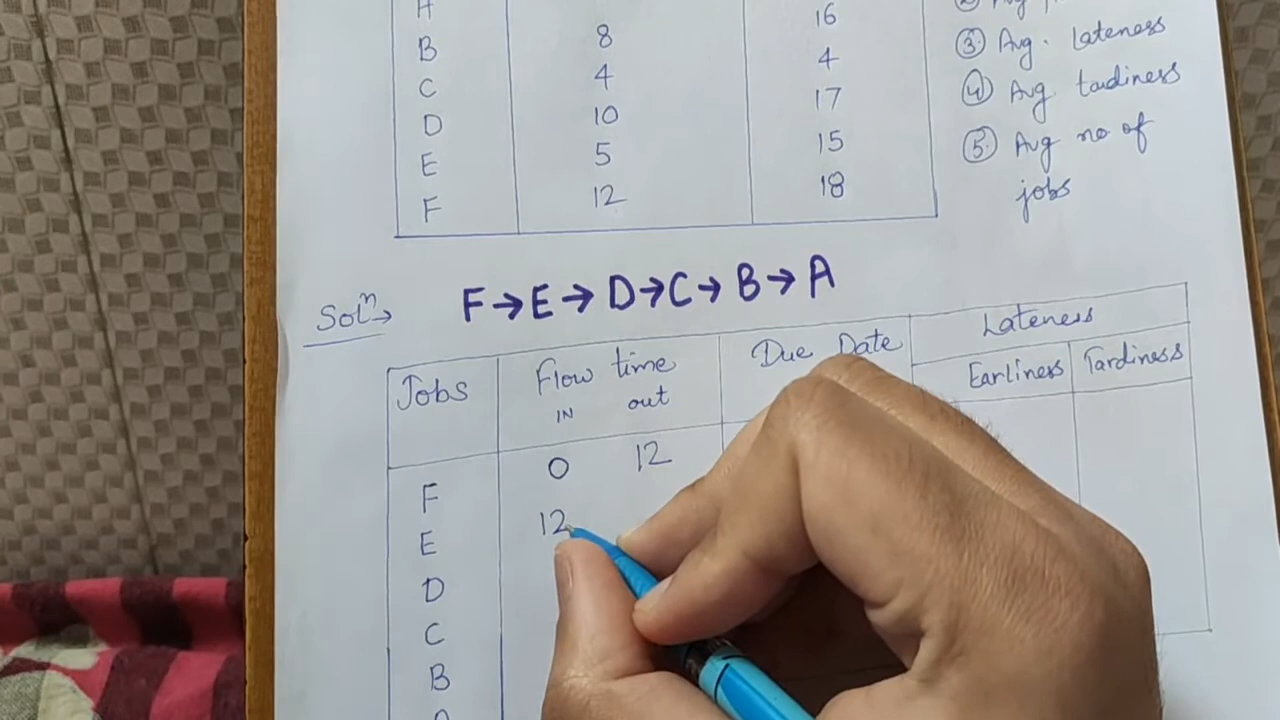 A
B 8 16
C 4 4
D 10 17
E 5 15
F 12 18
③ Avg. Lateness
④ Avg. tardiness
⑤ Avg no of
jobs
Solⁿ→ F→E→D→C→B→A
Jobs Flow time Due Date Lateness
IN out Earliness Tardiness
F 0 12
E 12
D
C
B